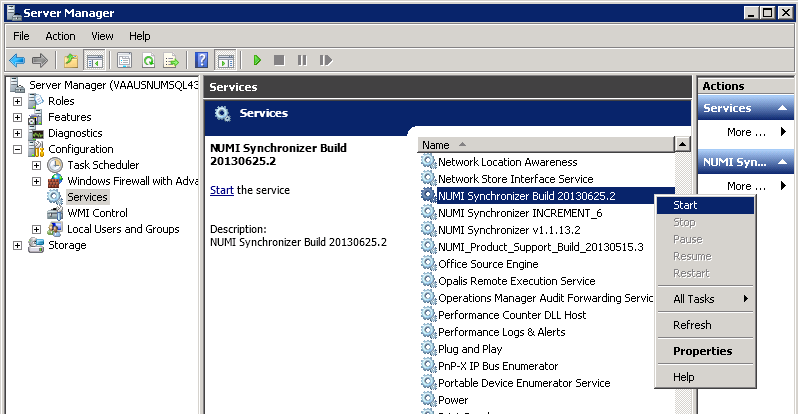 Server Manager
File Action View Help
Server Manager (VAAUSNUMSQL43
Roles
Features
Diagnostics
Configuration
Task Scheduler
Windows Firewall with Adva
Services
WMI Control
Local Users and Groups
Storage
Services
Services
NUMI Synchronizer Build
20130625.2
Start the service
Description:
NUMI Synchronizer Build 20130625.2
Name
Network Location Awareness
Network Store Interface Service
NUMI Synchronizer Build 20130625.2
NUMI Synchronizer INCREMENT_6
NUMI Synchronizer v1.1.13.2
NUMI_Product_Support_Build_20130515.3
Office Source Engine
Opalis Remote Execution Service
Operations Manager Audit Forwarding Servic
Performance Counter DLL Host
Performance Logs & Alerts
Plug and Play
PnP-X IP Bus Enumerator
Portable Device Enumerator Service
Power
Start
Stop
Pause
Resume
Restart
All Tasks
Refresh
Properties
Help
Actions
Services
More ...
NUMI Syn...
More ...